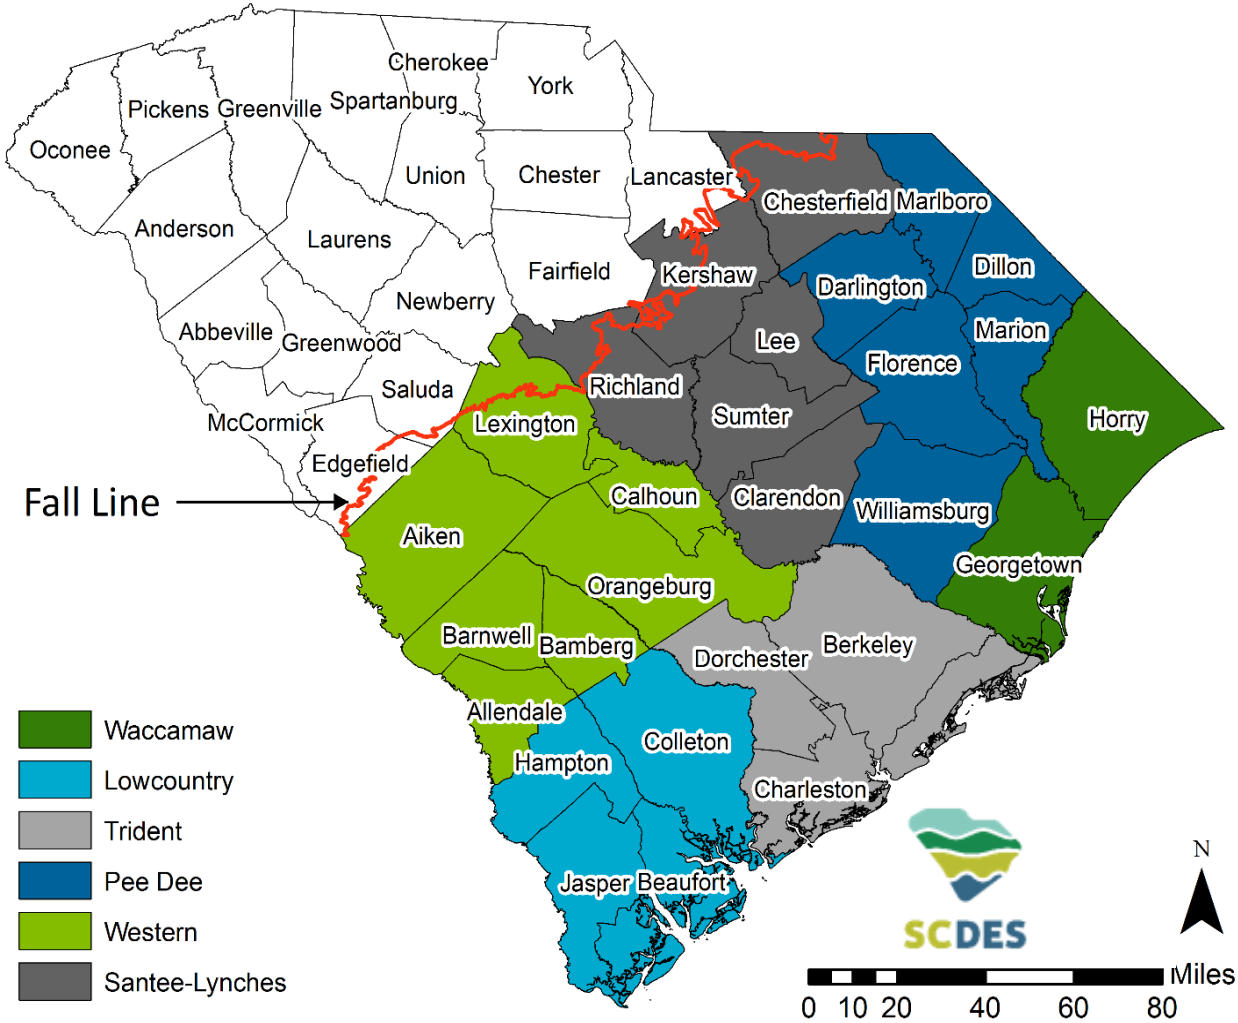 Cherokee
York
Pickens
Greenville
Spartanburg
Oconee
Union
Chester
Lancaster
Chesterfield
Marlboro
Anderson
Laurens
Fairfield
Kershaw
Dillon
Darlington
Newberry
Abbeville
Greenwood
Lee
Marion
Florence
Saluda
Richland
McCormick
Lexington
Sumter
Horry
Edgefield
Fall Line
Calhoun
Clarendon
Williamsburg
Aiken
Georgetown
Orangeburg
Barnwell
Bamberg
Dorchester
Berkeley
Allendale
Colleton
Hampton
Charleston
Jasper
Beaufort
Waccamaw
Lowcountry
Trident
Pee Dee
Western
Santee-Lynches
SCDES
N
Miles
0 10 20 40 60 80